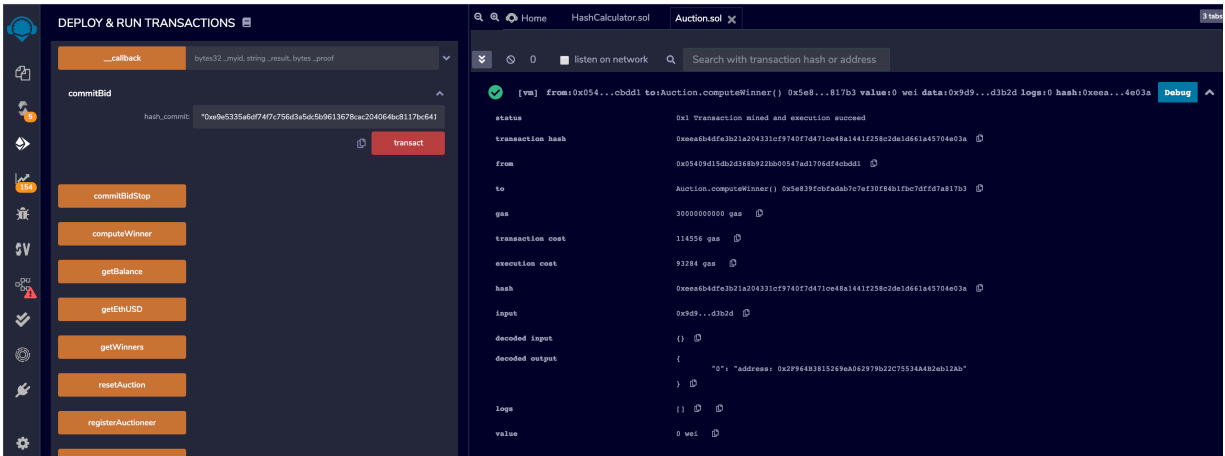 DEPLOY & RUN TRANSACTIONS
__callback
bytes32 _myid, string _result, bytes _proof
commitBid
hash_commit:
"0xe9e5335a6df74f7c756d3a5dc5b9613678cac204064bc8117bc641
transact
commitBidStop
computeWinner
getBalance
getEthUSD
getWinners
resetAuction
registerAuctioneer
5
154
SV
Home
HashCalculator.sol
Auction.sol
3 tabs
0
listen on network
Search with transaction hash or address
[vm] from:0x054...cbdd1 to:Auction.computeWinner() 0x5e8...817b3 value:0 wei data:0x9d9...d3b2d logs:0 hash:0xeea...4e03a
Debug
status 0x1 Transaction mined and execution succeed
transaction hash 0xeea6b4dfe3b21a204331cf9740f7d471ce48a1441f258c2de1d661a45704e03a
from 0x05409d15db2d368b922bb00547ad1706df4cbdd1
to Auction.computeWinner() 0x5e839fcbfadab7c7ef30f84b1fbc7dffd7a817b3
gas 30000000000 gas
transaction cost 114556 gas
execution cost 93284 gas
hash 0xeea6b4dfe3b21a204331cf9740f7d471ce48a1441f258c2de1d661a45704e03a
input 0x9d9...d3b2d
decoded input {}
decoded output {
"0": "address: 0x2F964B3815269eA062979b22C75534A4B2eb12Ab"
}
logs []
value 0 wei